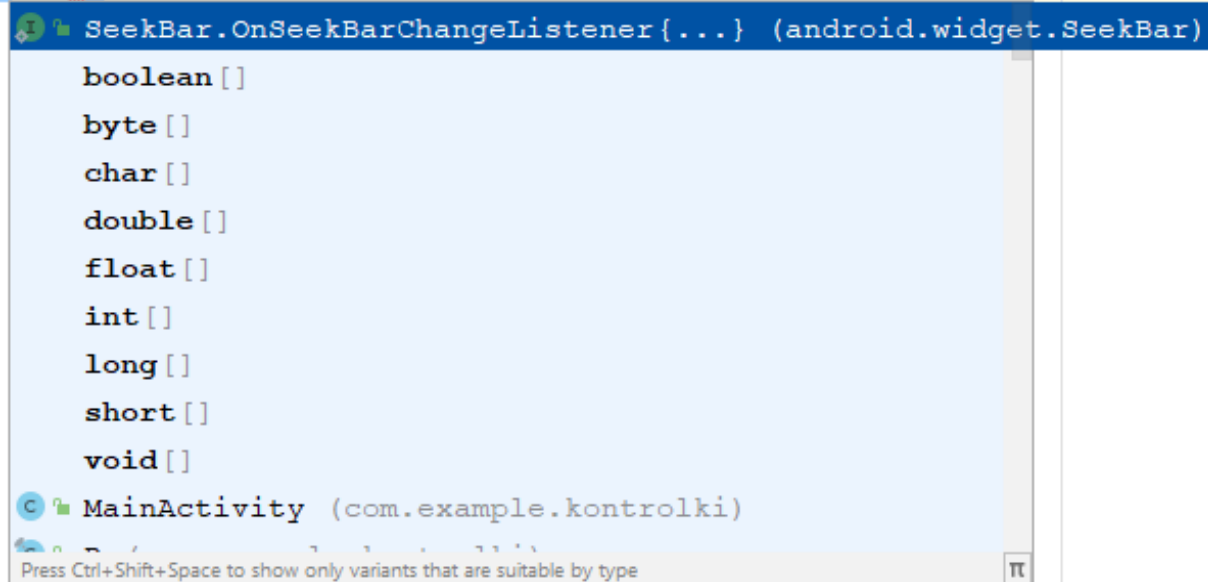 SeekBar.OnSeekBarChangeListener{...} (android.widget.SeekBar)
boolean[]
byte[]
char[]
double[]
float[]
int[]
long[]
short[]
void[]
MainActivity (com.example.kontrolki)
Press Ctrl+Shift+Space to show only variants that are suitable by type
π